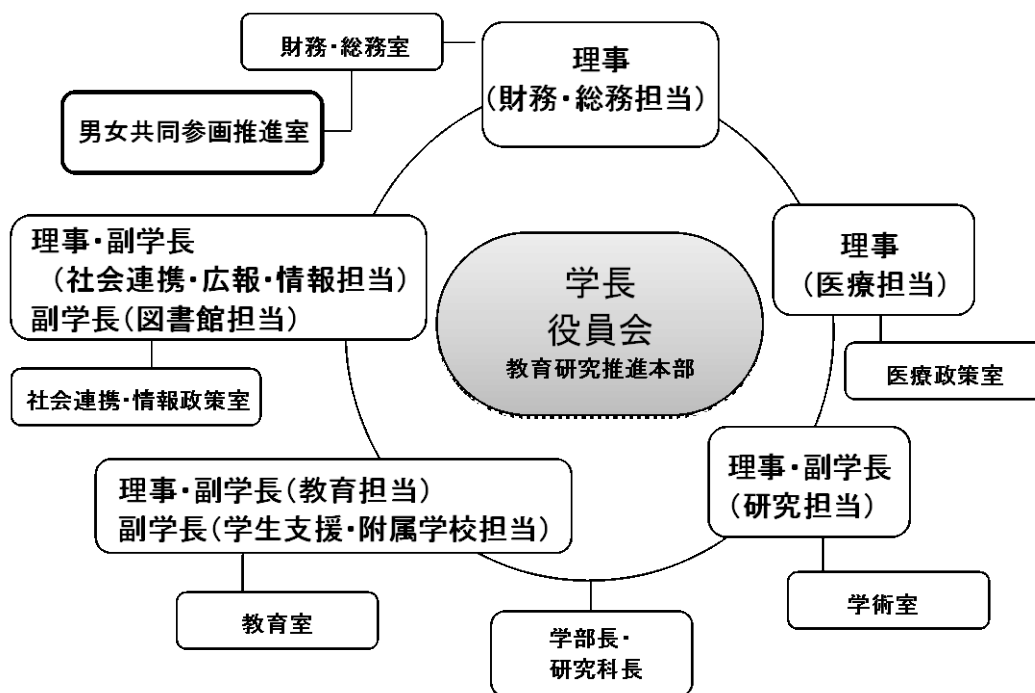 財務・総務室
理事
(財務・総務担当)
男女共同参画推進室
理事・副学長
(社会連携・広報・情報担当)
副学長(図書館担当)
学長
役員会
教育研究推進本部
理事
(医療担当)
社会連携・情報政策室
医療政策室
理事・副学長(教育担当)
副学長(学生支援・附属学校担当)
理事・副学長
(研究担当)
教育室
学部長・
研究科長
学術室